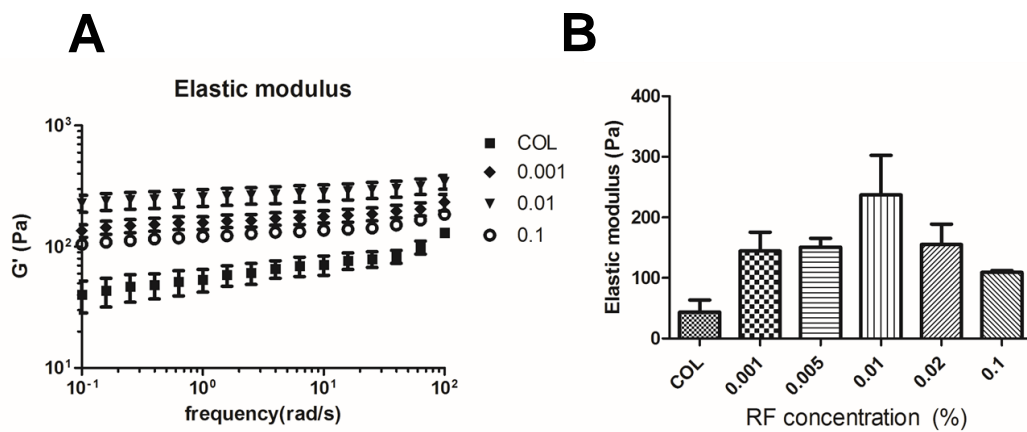 A
Elastic modulus
G' (Pa)
10³
10²
10¹
10⁻¹
10⁰
10¹
10²
frequency(rad/s)
COL
0.001
0.01
0.1
B
Elastic modulus (Pa)
400
300
200
100
0
COL
0.001
0.005
0.01
0.02
0.1
RF concentration (%)